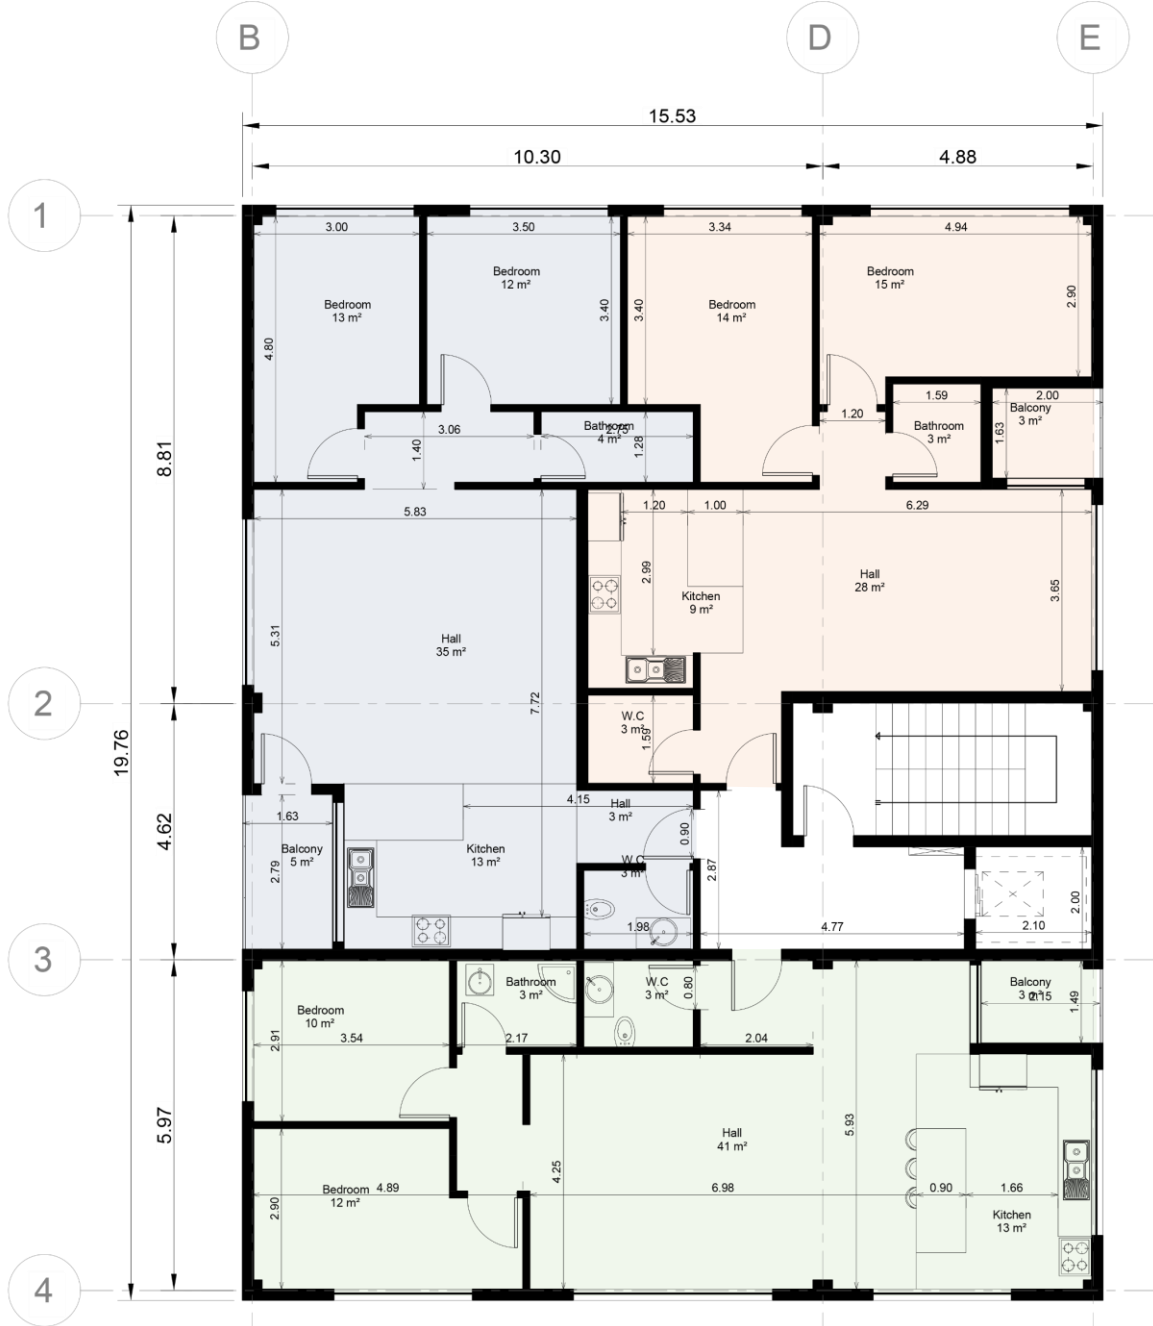 B
D
E
15.53
10.30
4.88
1
3.00
3.50
3.34
4.94
Bedroom
12 m²
Bedroom
15 m²
Bedroom
13 m²
3.40
3.40
Bedroom
14 m²
2.90
4.80
1.59
2.00
Balcony
3 m²
1.20
Bathroom
4 m²
2.75
Bathroom
3 m²
3.06
1.40
1.28
1.63
8.81
5.83
1.20
1.00
6.29
2.99
Hall
28 m²
3.65
Kitchen
9 m²
5.31
Hall
35 m²
2
7.72
W.C
3 m²
1.59
19.76
4.15
Hall
3 m²
1.63
0.90
4.62
Balcony
5 m²
Kitchen
13 m²
W.C
3 m²
2.79
2.87
1.98
4.77
2.10
2.00
3
Bathroom
3 m²
W.C
3 m²
0.80
Balcony
3 m²
2.15
1.49
Bedroom
10 m²
2.91
3.54
2.17
2.04
5.97
5.93
Hall
41 m²
4.25
Bedroom
12 m²
4.89
6.98
0.90
1.66
2.90
Kitchen
13 m²
4